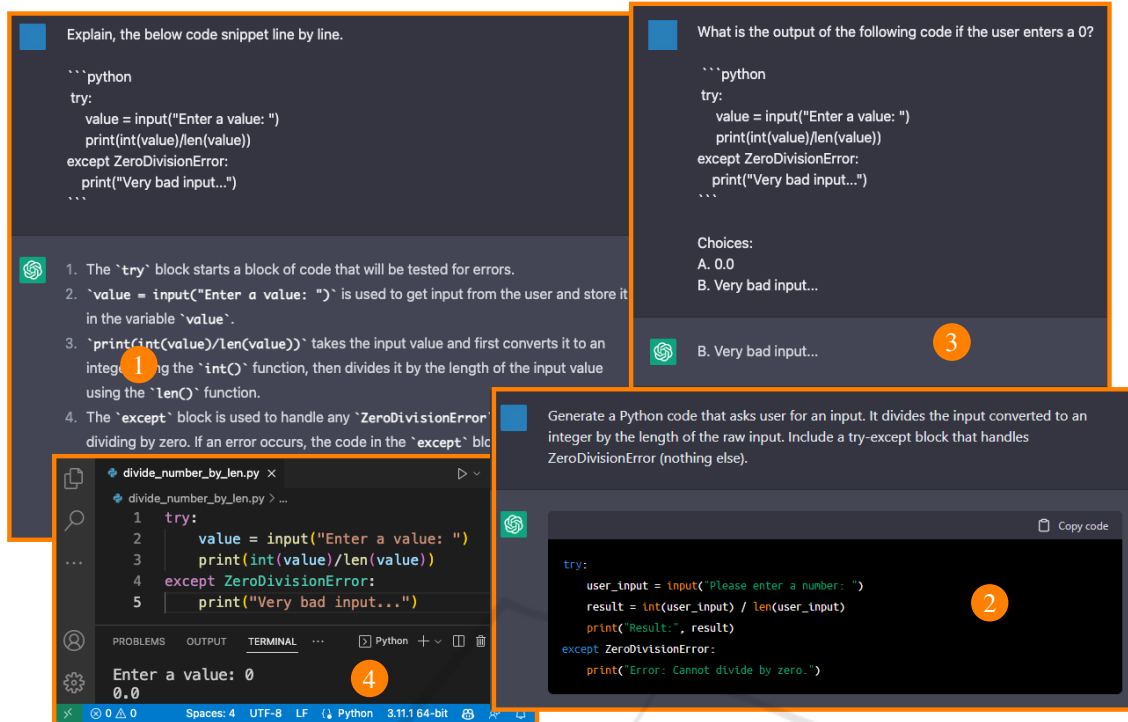 Explain, the below code snippet line by line.
```python
try:
value = input("Enter a value: ")
print(int(value)/len(value))
except ZeroDivisionError:
print("Very bad input...")
```
1. The `try` block starts a block of code that will be tested for errors.
2. `value = input("Enter a value: ")` is used to get input from the user and store it
in the variable `value`.
3. `print(int(value)/len(value))` takes the input value and first converts it to an
using the `int()` function, then divides it by the length of the input value
using the `len()` function.
4. The `except` block is used to handle any `ZeroDivisionError`
dividing by zero. If an error occurs, the code in the `except`
1
What is the output of the following code if the user enters a 0?
```python
try:
value = input("Enter a value: ")
print(int(value)/len(value))
except ZeroDivisionError:
print("Very bad input...")
```
Choices:
A. 0.0
B. Very bad input...
B. Very bad input...
3
Generate a Python code that asks user for an input. It divides the input converted to an
integer by the length of the raw input. Include a try-except block that handles
ZeroDivisionError (nothing else).
Copy code
try:
user_input = input("Please enter a number: ")
result = int(user_input) / len(user_input)
print("Result:", result)
except ZeroDivisionError:
print("Error: Cannot divide by zero.")
2
divide_number_by_len.py ×
divide_number_by_len.py > ...
1 try:
2 value = input("Enter a value: ")
3 print(int(value)/len(value))
4 except ZeroDivisionError:
5 print("Very bad input...")
PROBLEMS OUTPUT TERMINAL ... Python
Enter a value: 0
0.0
4
0 0 Spaces: 4 UTF-8 LF Python 3.11.1 64-bit